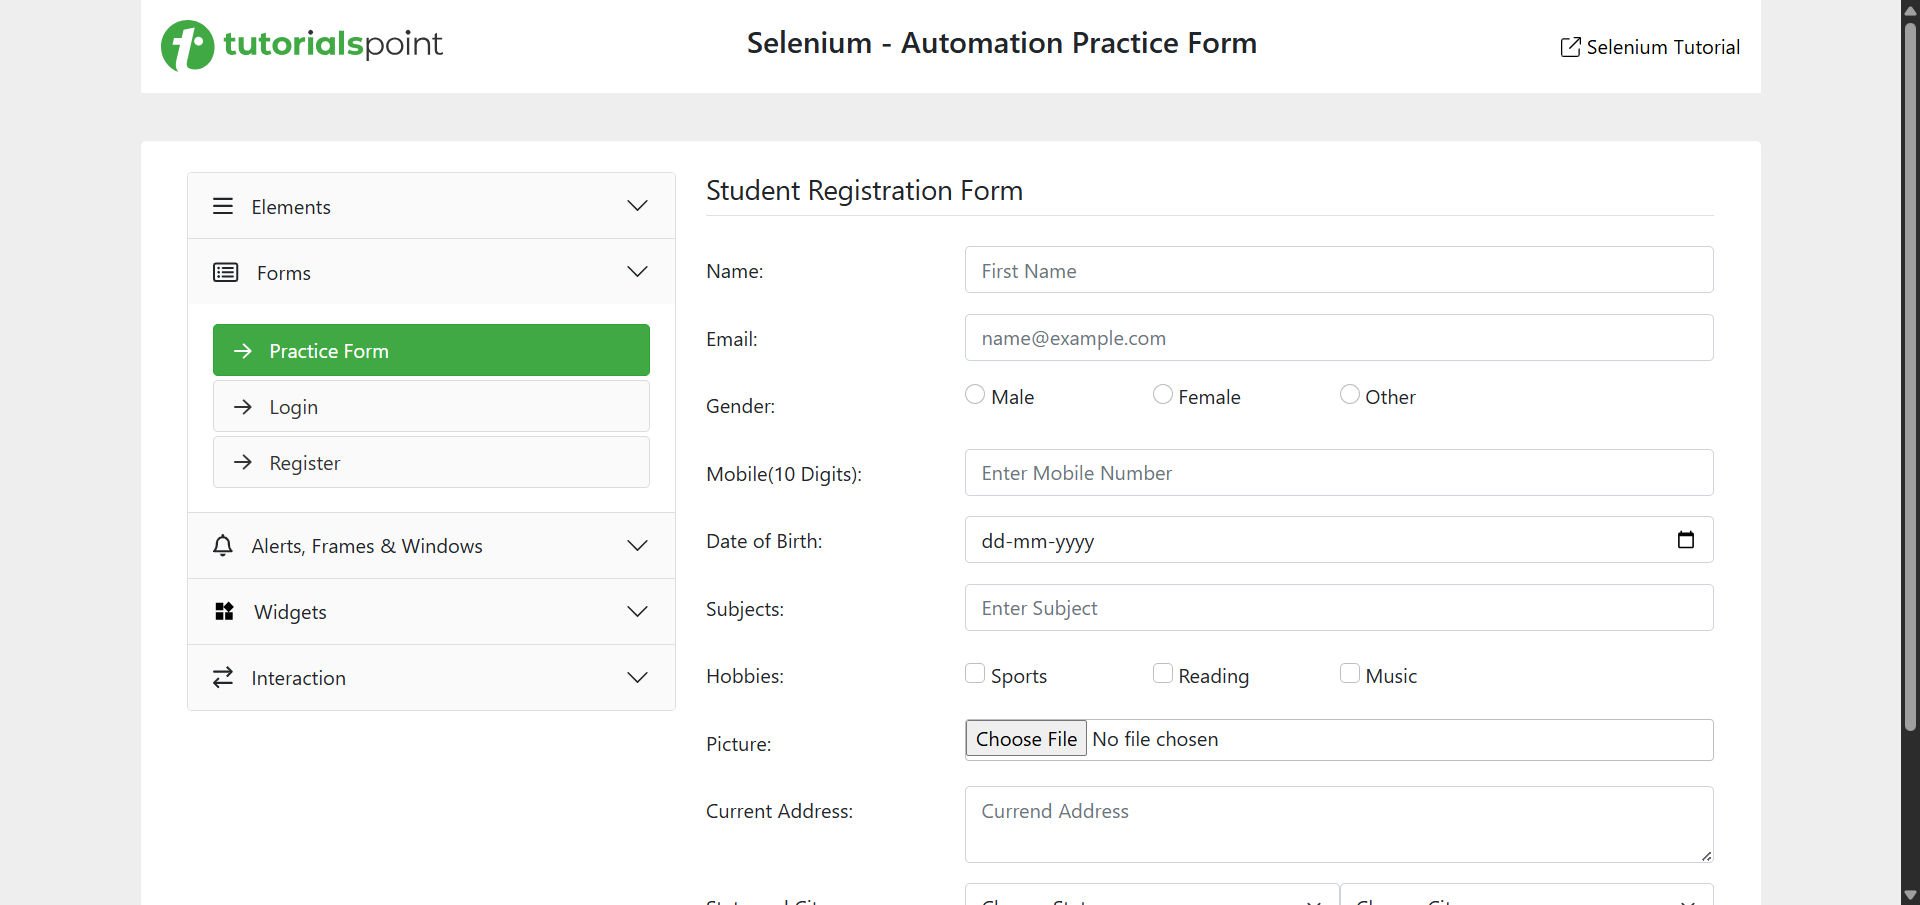 tutorialspoint
Selenium - Automation Practice Form
Selenium Tutorial
Elements
Forms
Practice Form
Login
Register
Alerts, Frames & Windows
Widgets
Interaction
Student Registration Form
Name: First Name
Email: name@example.com
Gender: Male Female Other
Mobile(10 Digits): Enter Mobile Number
Date of Birth: dd-mm-yyyy
Subjects: Enter Subject
Hobbies: Sports Reading Music
Picture: Choose File No file chosen
Current Address: Currend Address